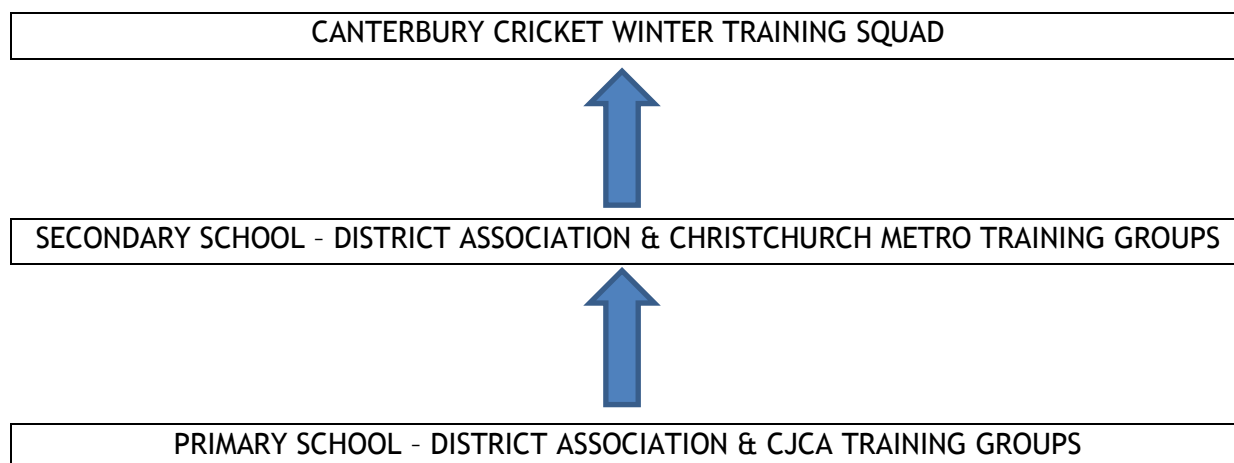 CANTERBURY CRICKET WINTER TRAINING SQUAD
SECONDARY SCHOOL – DISTRICT ASSOCIATION & CHRISTCHURCH METRO TRAINING GROUPS
PRIMARY SCHOOL – DISTRICT ASSOCIATION & CJCA TRAINING GROUPS